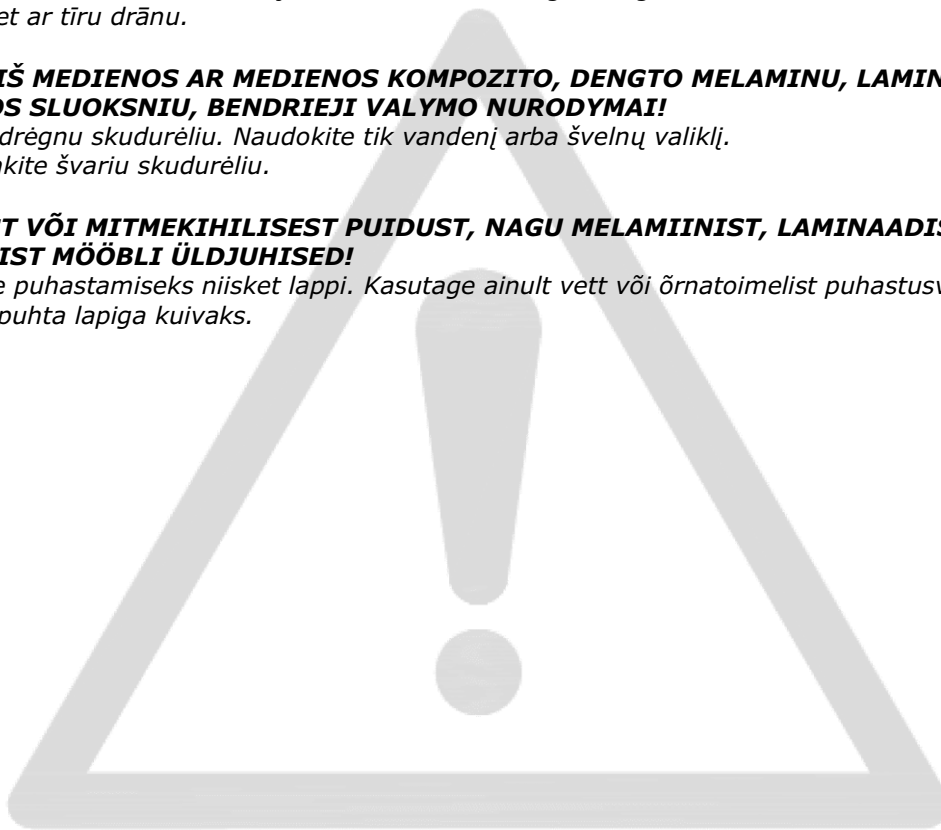 et ar tīru drānu.
IŠ MEDIENOS AR MEDIENOS KOMPOZITO, DENGTO MELAMINU, LAMIN
OS SLUOKSNIU, BENDRIEJI VALYMO NURODYMAI!
drėgnu skudurėliu. Naudokite tik vandenį arba švelnų valiklį.
kite švariu skudurėliu.
T VÕI MITMEKIHILISEST PUIDUST, NAGU MELAMIINIST, LAMINAADIS
IST MÖÖBLI ÜLDJUHISED!
e puhastamiseks niisket lappi. Kasutage ainult vett või õrnatoimelist puhastusv
puhta lapiga kuivaks.